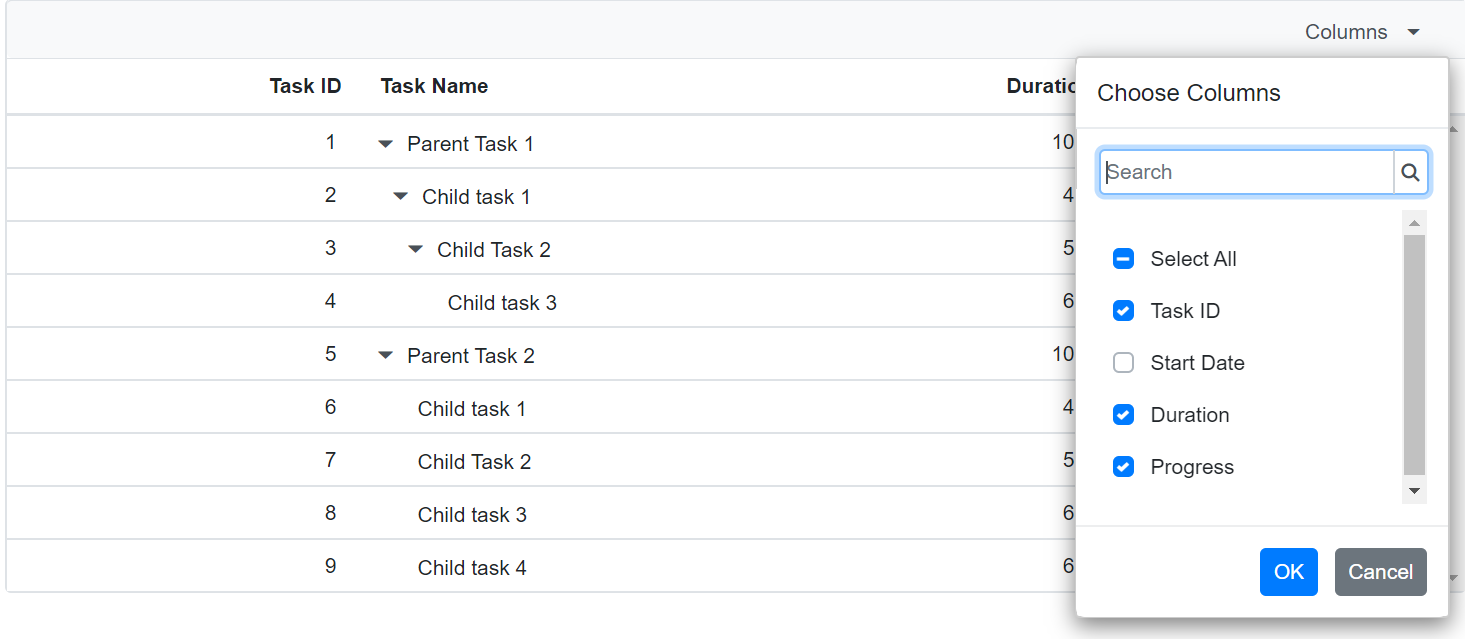 Columns
Task ID Task Name Duratio
1 Parent Task 1 10
2 Child task 1 4
3 Child Task 2 5
4 Child task 3 6
5 Parent Task 2 10
6 Child task 1 4
7 Child Task 2 5
8 Child task 3 6
9 Child task 4 6
Choose Columns
Search
Select All
Task ID
Start Date
Duration
Progress
OK Cancel